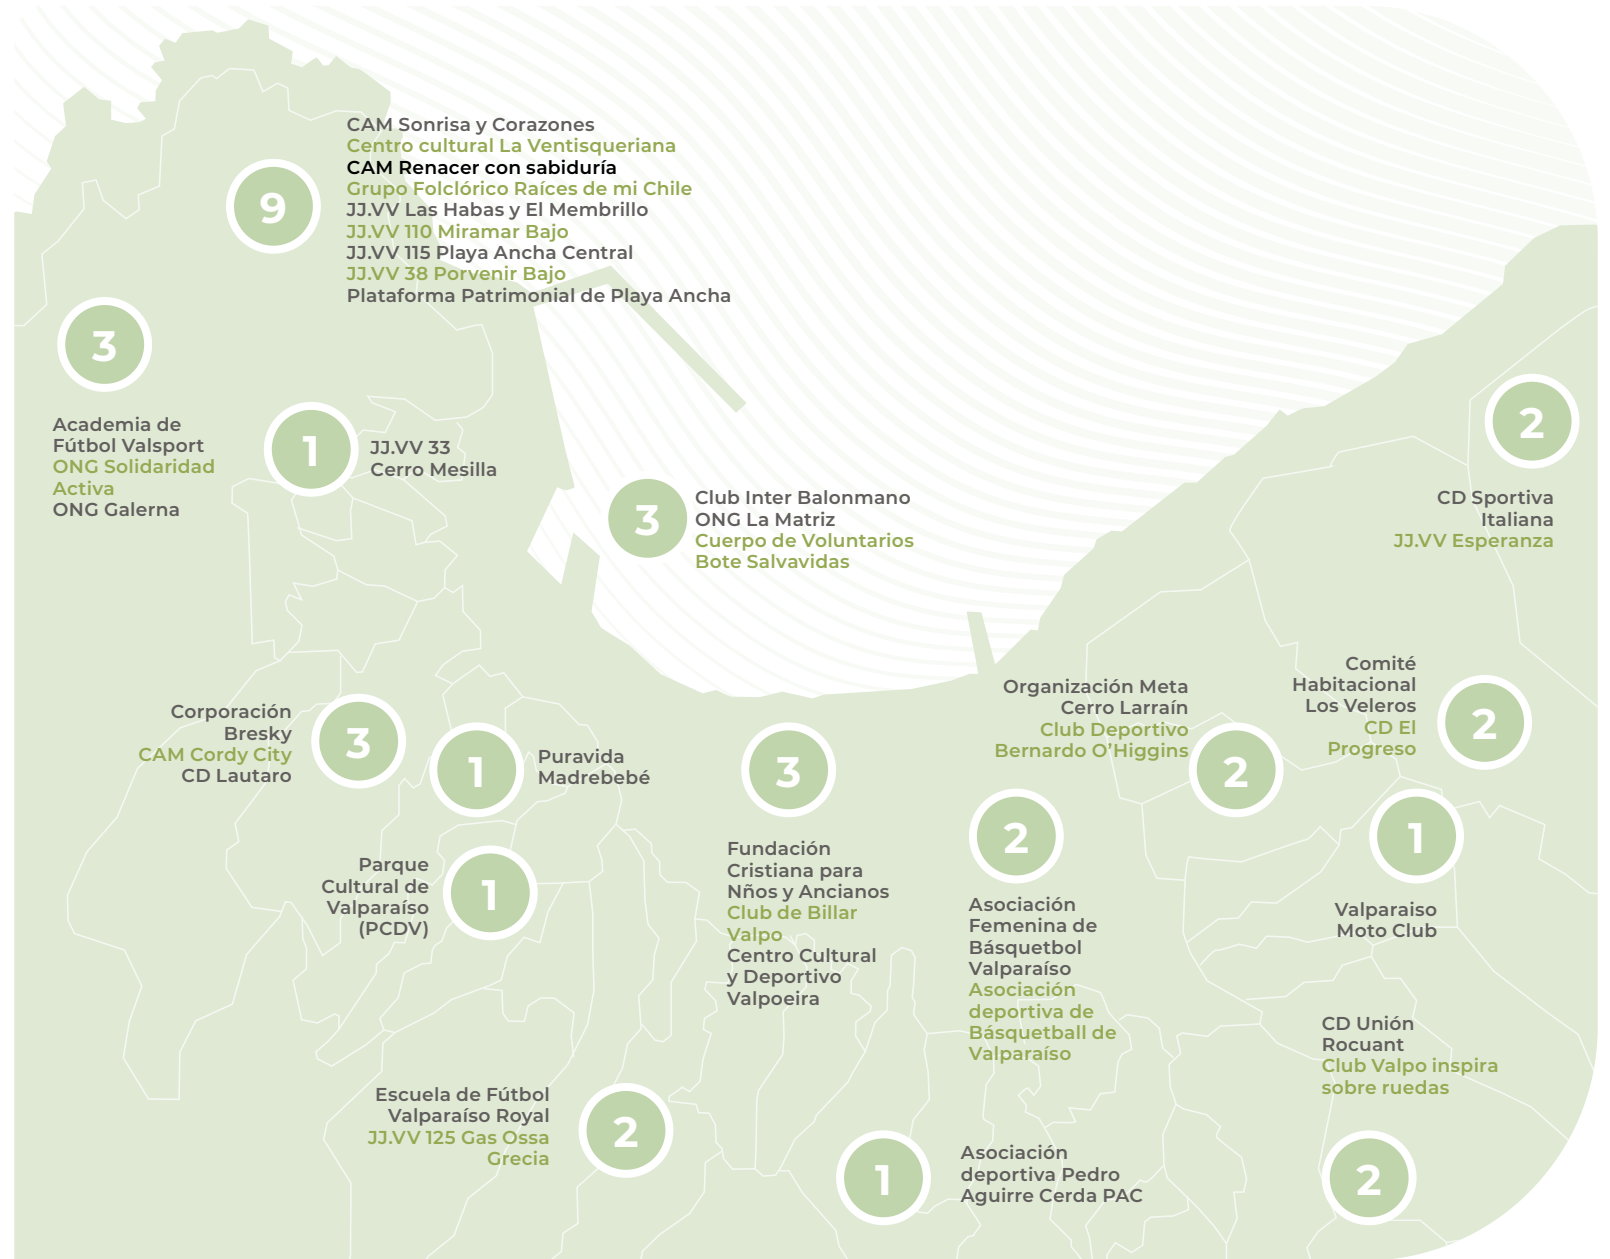 9
CAM Sonrisa y Corazones
Centro cultural La Ventisqueriana
CAM Renacer con sabiduría
Grupo Folclórico Raíces de mi Chile
JJ.VV Las Habas y El Membrillo
JJ.VV 110 Miramar Bajo
JJ.VV 115 Playa Ancha Central
JJ.VV 38 Porvenir Bajo
Plataforma Patrimonial de Playa Ancha
3
Academia de
Fútbol Valsport
ONG Solidaridad
Activa
ONG Galerna
1
JJ.VV 33
Cerro Mesilla
3
Club Inter Balonmano
ONG La Matriz
Cuerpo de Voluntarios
Bote Salvavidas
2
CD Sportiva
Italiana
JJ.VV Esperanza
Corporación
Bresky
CAM Cordy City
CD Lautaro
3
1
Puravida
Madrebebé
Parque
Cultural de
Valparaíso
(PCDV)
1
3
Fundación
Cristiana para
Nños y Ancianos
Club de Billar
Valpo
Centro Cultural
y Deportivo
Valpoeira
Organización Meta
Cerro Larraín
Club Deportivo
Bernardo O’Higgins
2
Comité
Habitacional
Los Veleros
CD El
Progreso
2
2
Asociación
Femenina de
Básquetbol
Valparaíso
Asociación
deportiva de
Básquetball de
Valparaíso
1
Valparaiso
Moto Club
CD Unión
Rocuant
Club Valpo inspira
sobre ruedas
2
Escuela de Fútbol
Valparaíso Royal
JJ.VV 125 Gas Ossa
Grecia
2
1
Asociación
deportiva Pedro
Aguirre Cerda PAC